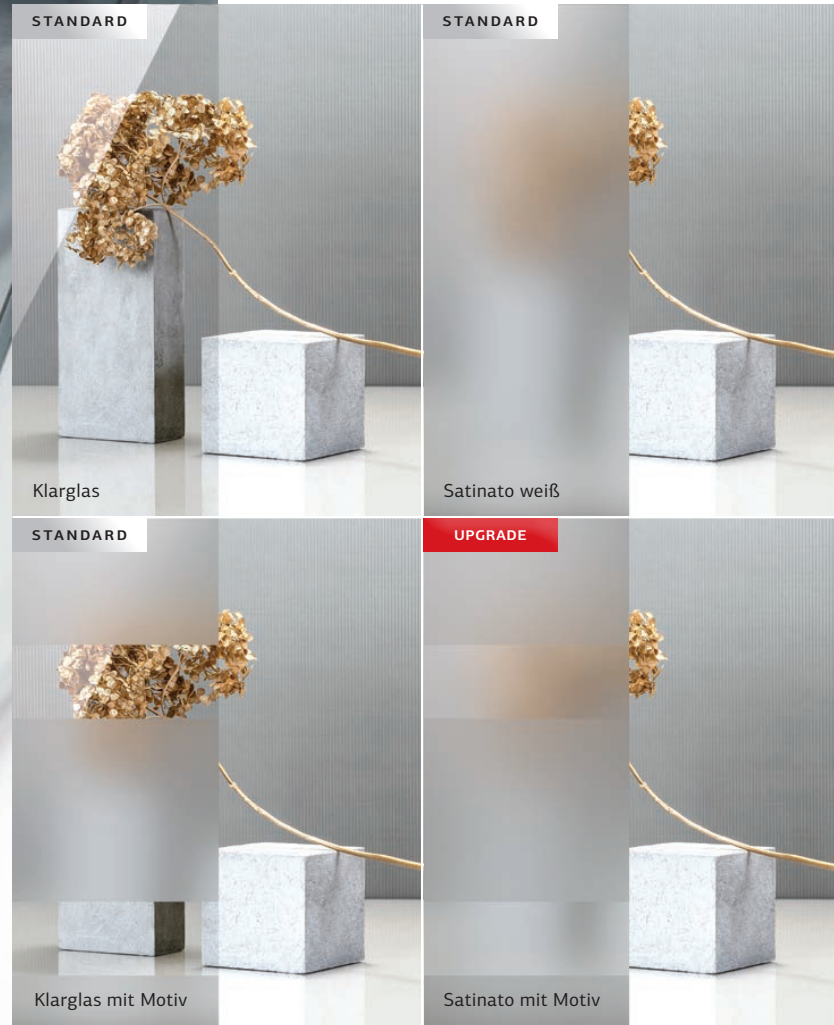 STANDARD
STANDARD
Klarglas
Satinato weiß
STANDARD
UPGRADE
Klarglas mit Motiv
Satinato mit Motiv